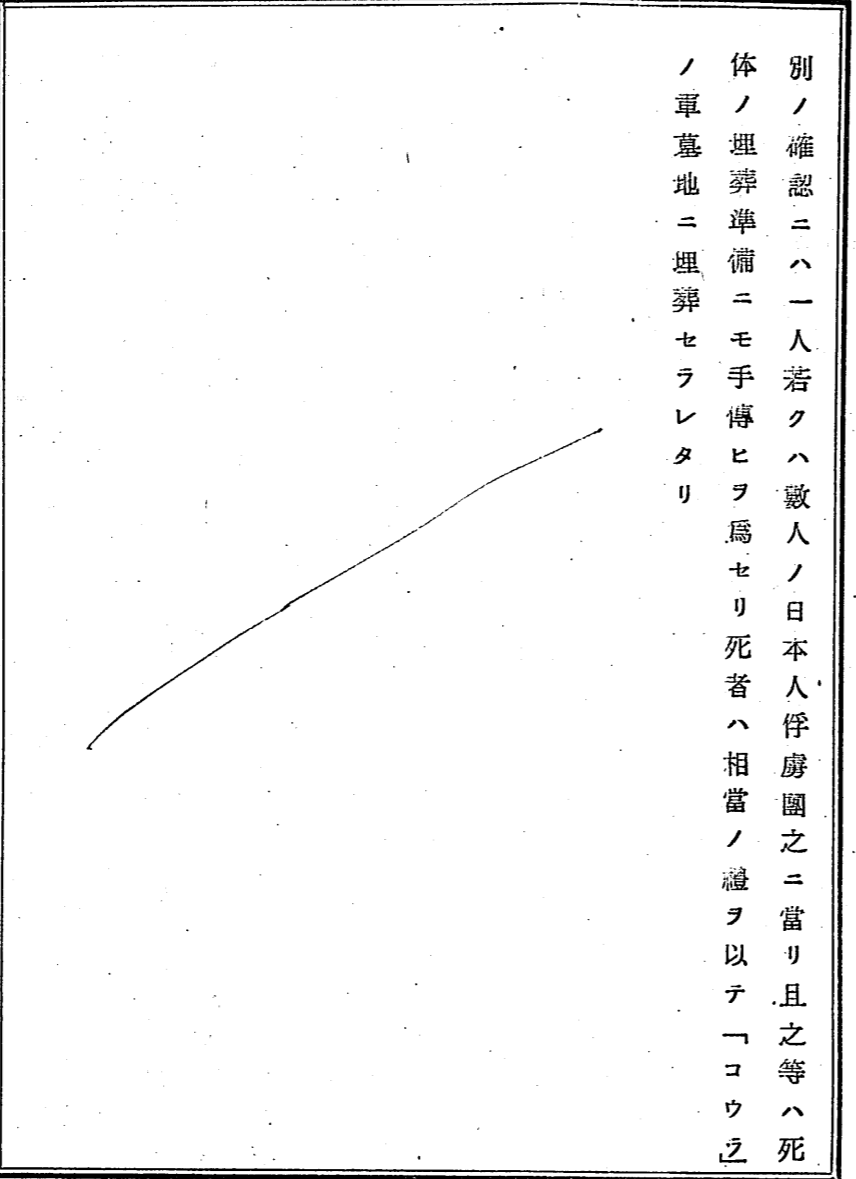 別ノ確認ニハ一人若クハ數人ノ日本人俘虜團之ニ當リ且之等ハ死
体ノ埋葬準備ニモ手傳ヒヲ爲セリ死者ハ相當ノ禮ヲ以テ「コウラ」
ノ軍墓地ニ埋葬セラレタリ